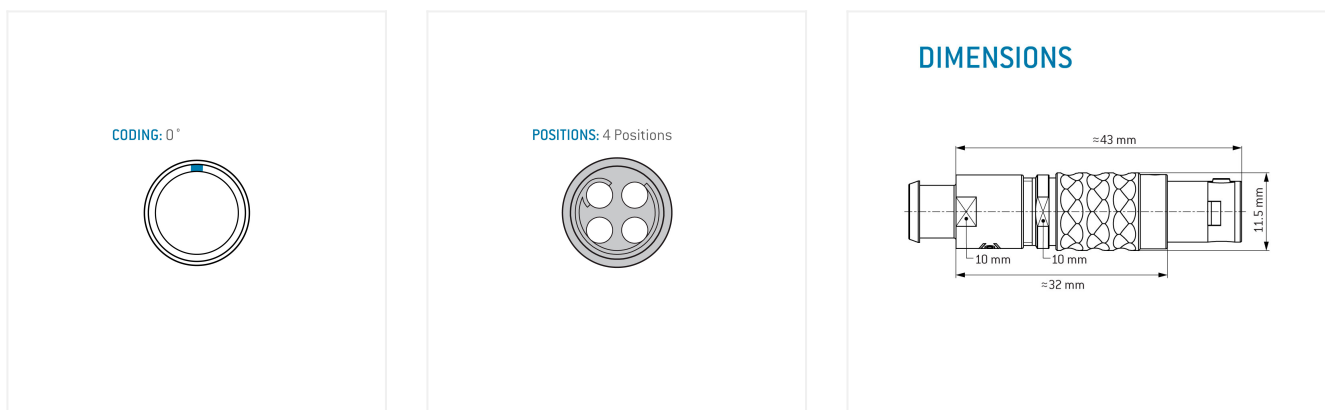 CODING: 0°
POSITIONS: 4 Positions
DIMENSIONS
≈43 mm
11.5 mm
10 mm
10 mm
≈32 mm